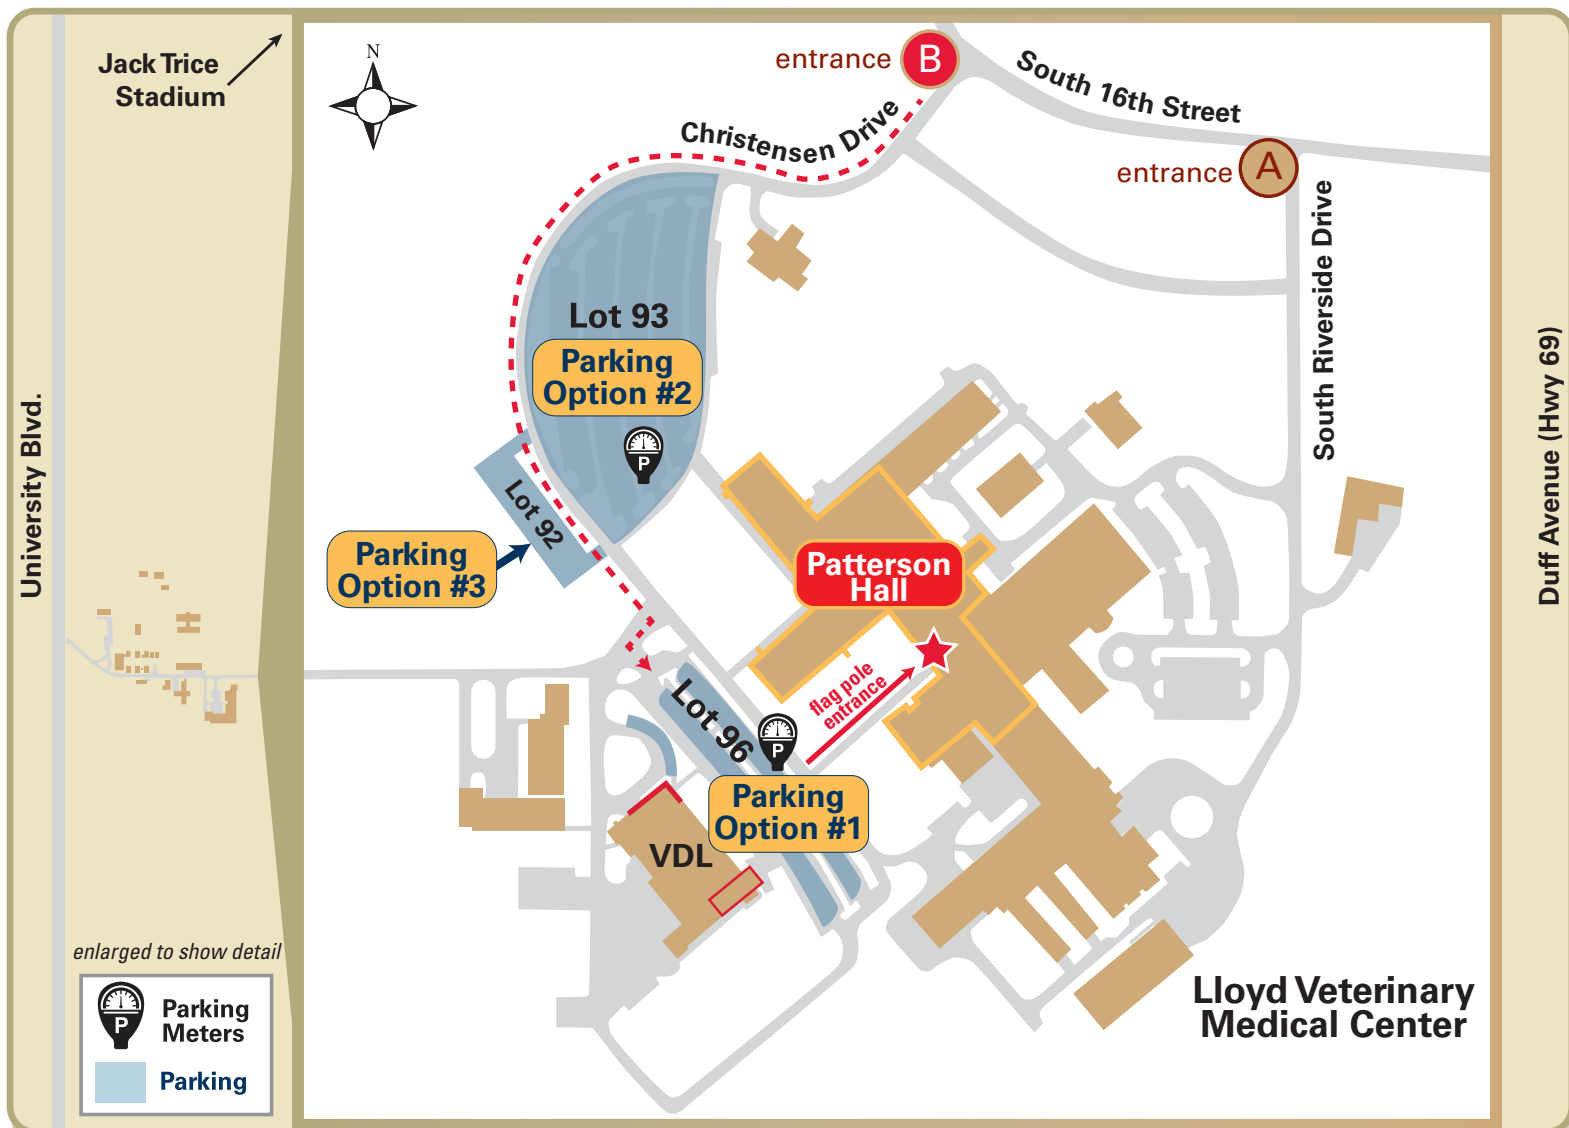 Jack Trice
Stadium
N
entrance
B
South 16th Street
Christensen Drive
entrance
A
South Riverside Drive
University Blvd.
Duff Avenue (Hwy 69)
Lot 93
Parking
Option #2
P
Lot 92
Parking
Option #3
Patterson
Hall
flag pole
entrance
Lot 96
P
Parking
Option #1
VDL
enlarged to show detail
P
Parking
Meters
Parking
Lloyd Veterinary
Medical Center